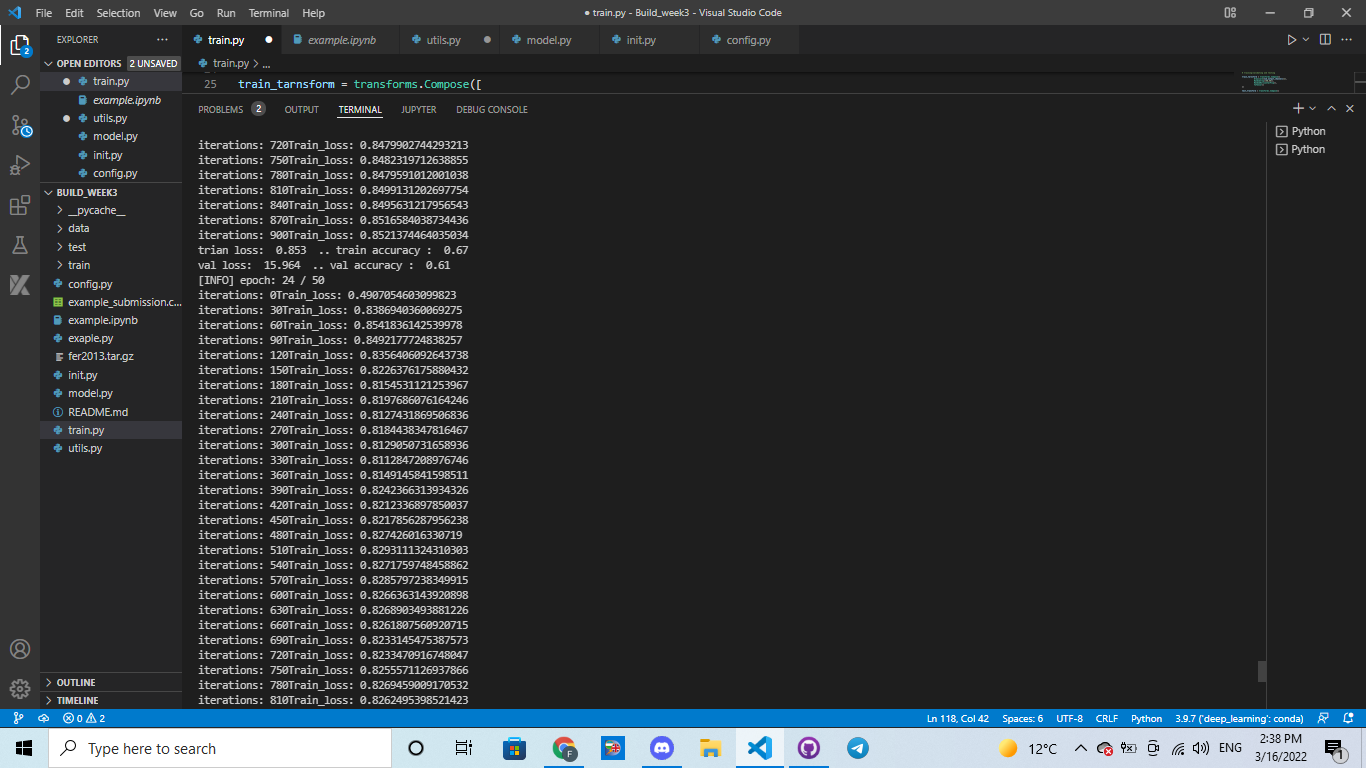 File Edit Selection View Go Run Terminal Help
● train.py - Build_week3 - Visual Studio Code
EXPLORER
train.py
example.ipynb
utils.py
model.py
init.py
config.py
OPEN EDITORS 2 UNSAVED
train.py
example.ipynb
utils.py
model.py
init.py
config.py
BUILD_WEEK3
__pycache__
data
test
train
config.py
example_submission.c...
example.ipynb
exaple.py
fer2013.tar.gz
init.py
model.py
README.md
train.py
utils.py
OUTLINE
TIMELINE
train.py > ...
25 train_tarnsform = transforms.Compose([
PROBLEMS 2 OUTPUT TERMINAL JUPYTER DEBUG CONSOLE
Python
Python
iterations: 720Train_loss: 0.8479902744293213
iterations: 750Train_loss: 0.8482319712638855
iterations: 780Train_loss: 0.8479591012001038
iterations: 810Train_loss: 0.8499131202697754
iterations: 840Train_loss: 0.8495631217956543
iterations: 870Train_loss: 0.8516584038734436
iterations: 900Train_loss: 0.8521374464035034
trian loss:  0.853  .. train accuracy :  0.67
val loss:  15.964  .. val accuracy :  0.61
[INFO] epoch: 24 / 50
iterations: 0Train_loss: 0.4907054603099823
iterations: 30Train_loss: 0.8386940360069275
iterations: 60Train_loss: 0.8541836142539978
iterations: 90Train_loss: 0.8492177724838257
iterations: 120Train_loss: 0.8356406092643738
iterations: 150Train_loss: 0.8226376175880432
iterations: 180Train_loss: 0.8154531121253967
iterations: 210Train_loss: 0.8197686076164246
iterations: 240Train_loss: 0.8127431869506836
iterations: 270Train_loss: 0.8184438347816467
iterations: 300Train_loss: 0.8129050731658936
iterations: 330Train_loss: 0.8112847208976746
iterations: 360Train_loss: 0.8149145841598511
iterations: 390Train_loss: 0.8242366313934326
iterations: 420Train_loss: 0.8212336897850037
iterations: 450Train_loss: 0.8217856287956238
iterations: 480Train_loss: 0.827426016330719
iterations: 510Train_loss: 0.8293111324310303
iterations: 540Train_loss: 0.8271759748458862
iterations: 570Train_loss: 0.8285797238349915
iterations: 600Train_loss: 0.8266363143920898
iterations: 630Train_loss: 0.8268903493881226
iterations: 660Train_loss: 0.8261807560920715
iterations: 690Train_loss: 0.8233145475387573
iterations: 720Train_loss: 0.8233470916748047
iterations: 750Train_loss: 0.8255571126937866
iterations: 780Train_loss: 0.8269459009170532
iterations: 810Train_loss: 0.8262495398521423
0 2
Ln 118, Col 42 Spaces: 6 UTF-8 CRLF Python 3.9.7 ('deep_learning': conda)
Type here to search
12°C
ENG
2:38 PM
3/16/2022